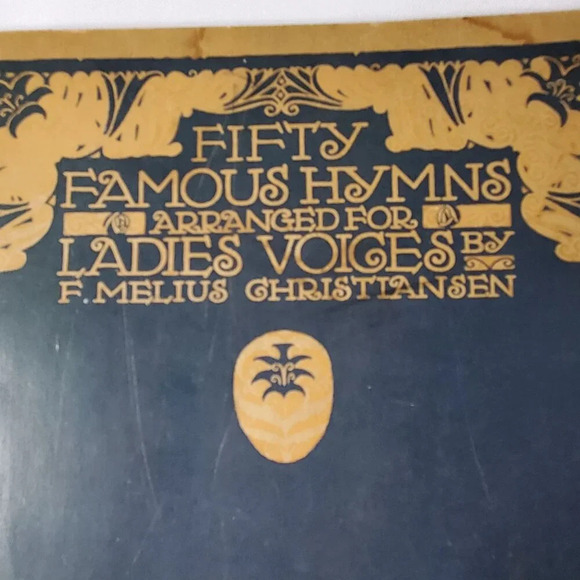 FIFTY
FAMOUS HYMNS
ARRANGED FOR
LADIES VOICES BY
F. MELIUS CHRISTIANSEN